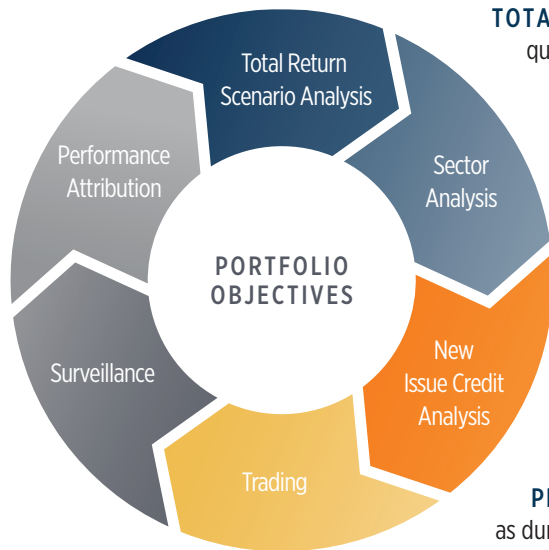 TOTA
qu
Total Return
Scenario Analysis
Performance
Attribution
Sector
Analysis
PORTFOLIO
OBJECTIVES
Surveillance
New
Issue Credit
Analysis
Trading
as dur